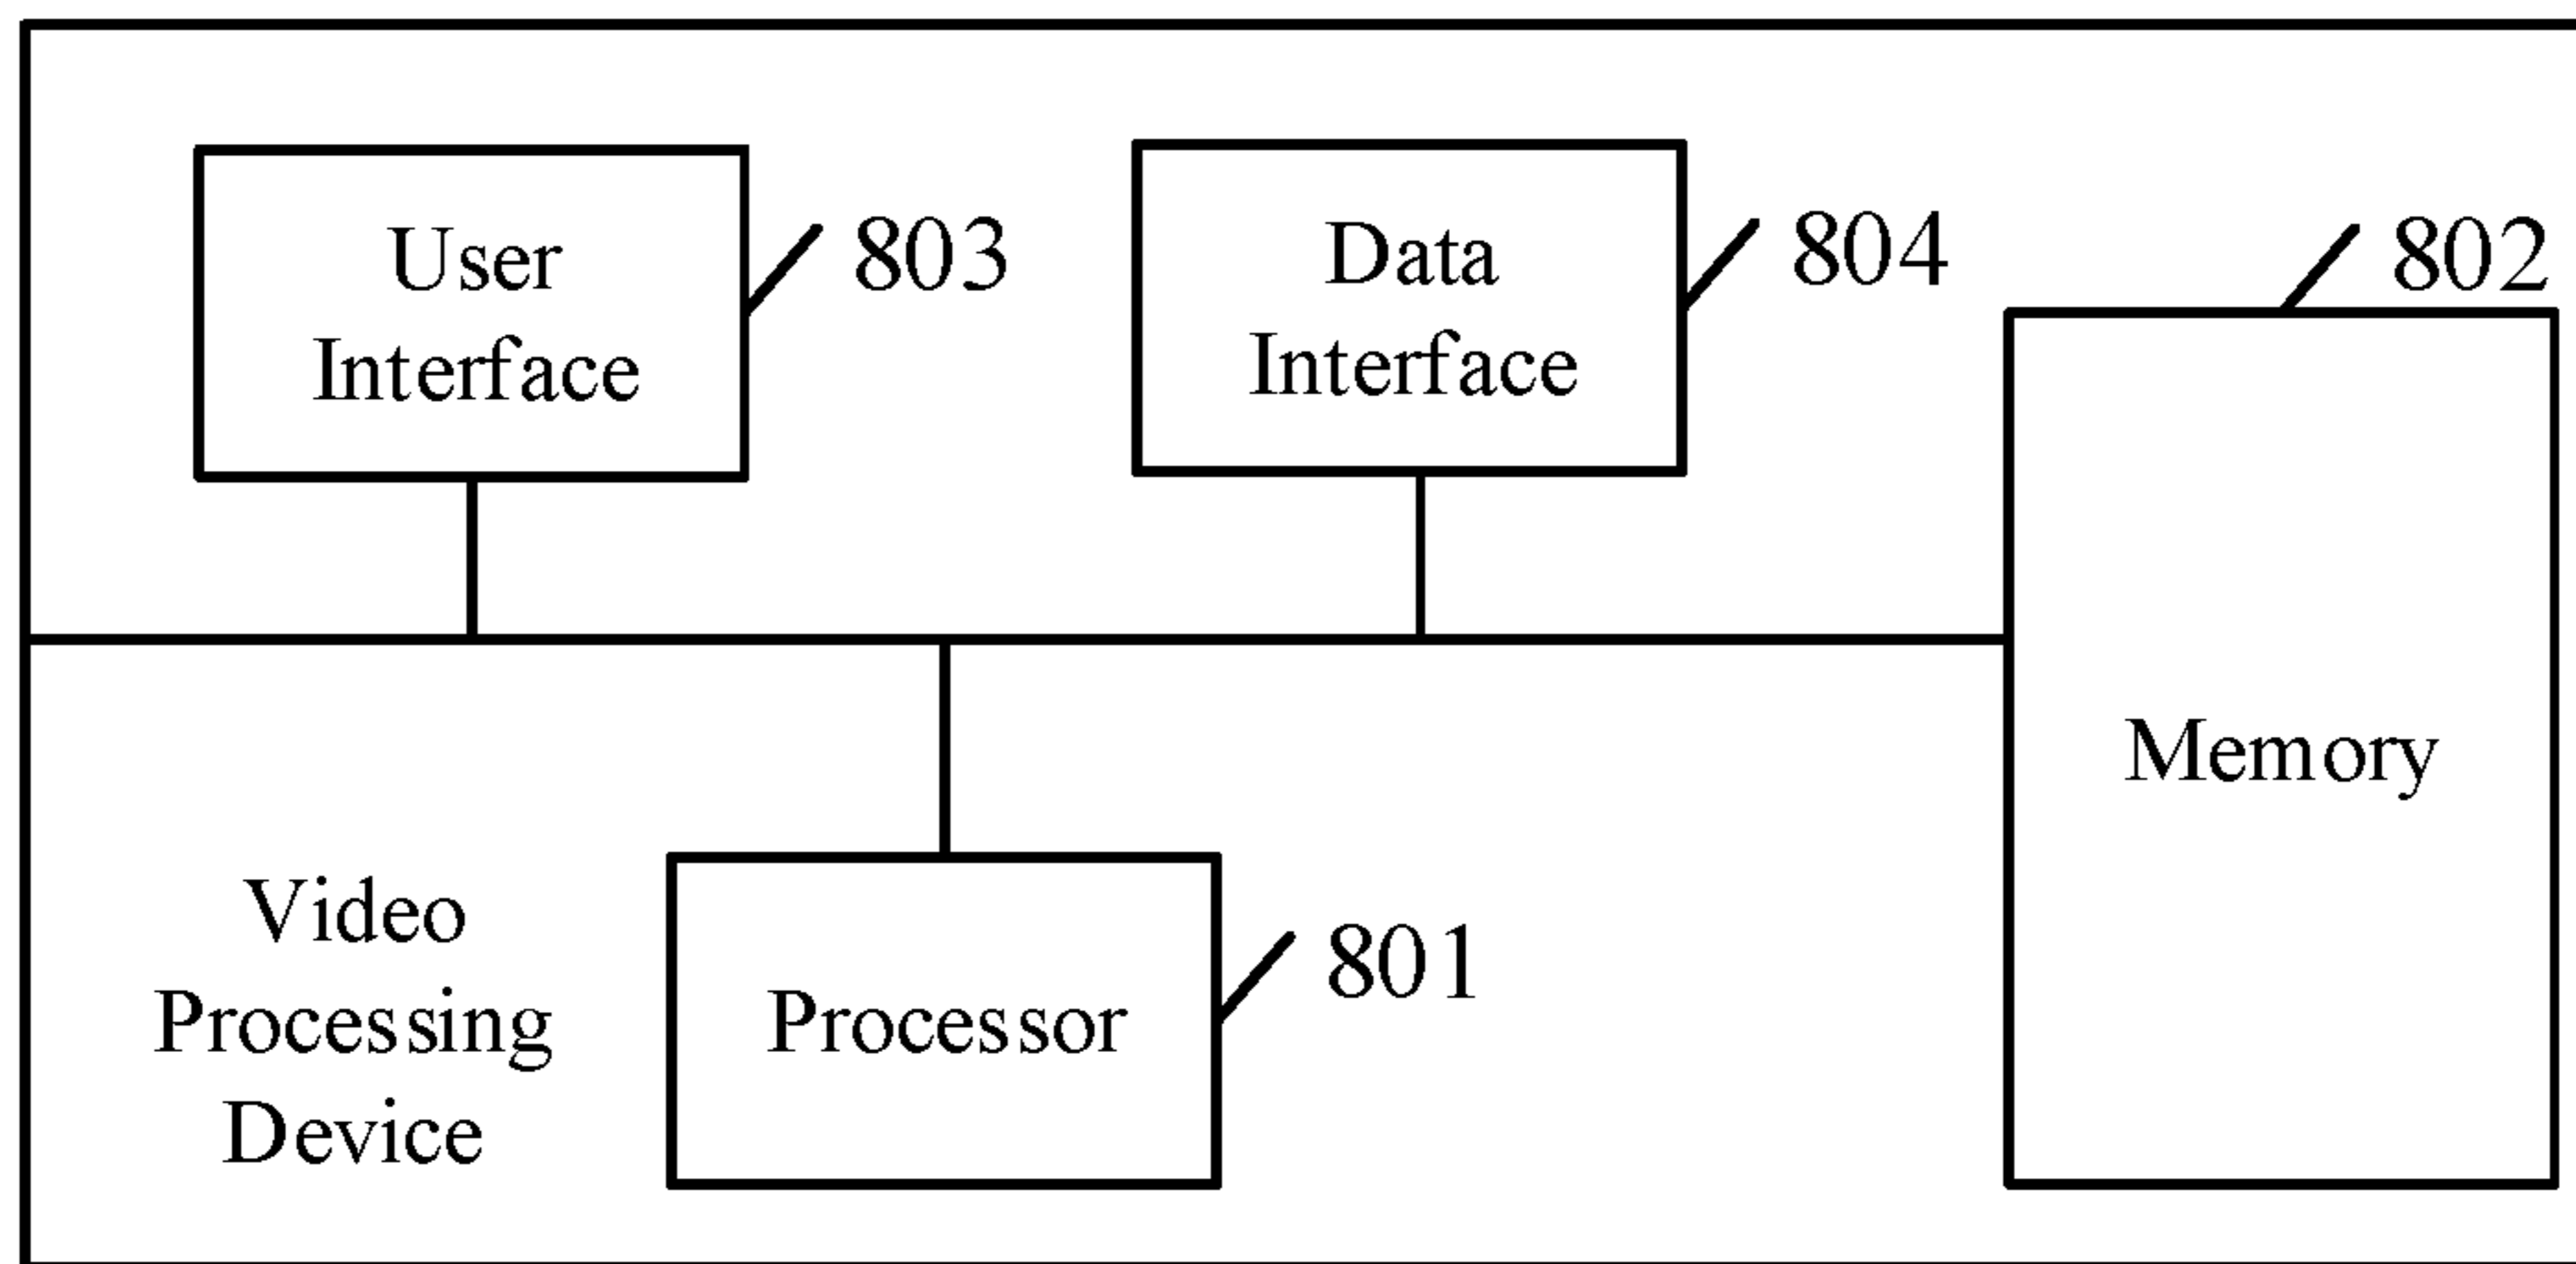 User
Interface
803
Data
Interface
804
802
Memory
Video
Processing
Device
Processor
801